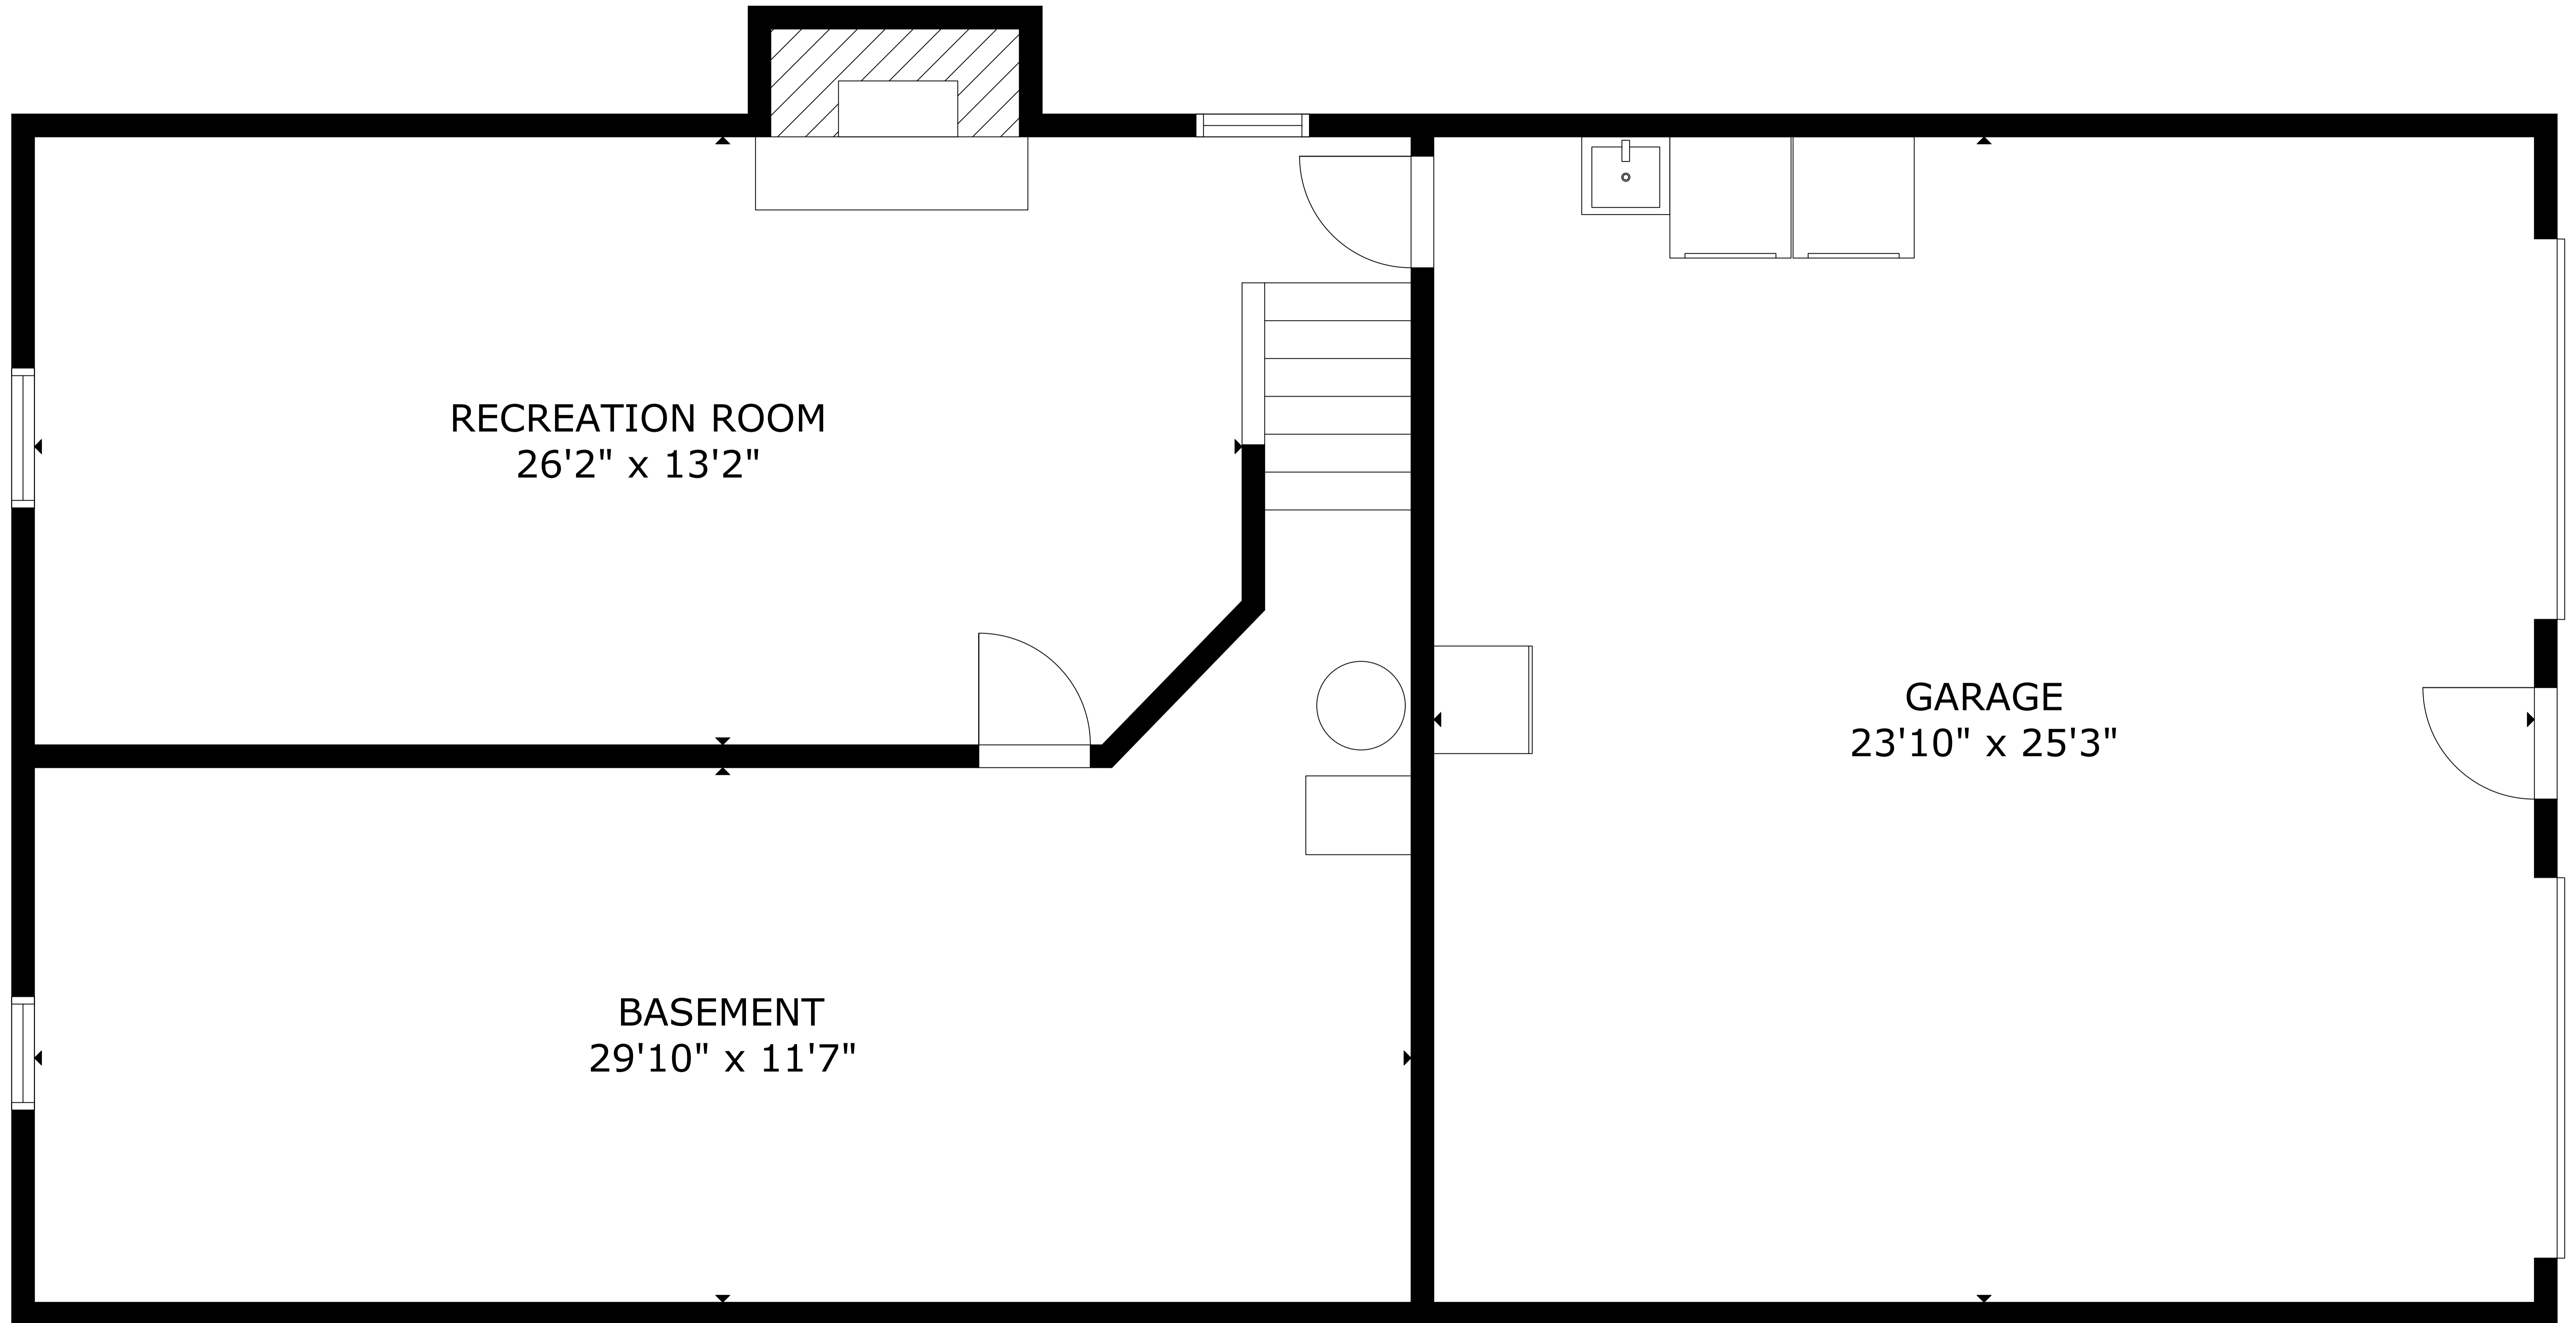 RECREATION ROOM
26'2" x 13'2"
GARAGE
23'10" x 25'3"
BASEMENT
29'10" x 11'7"